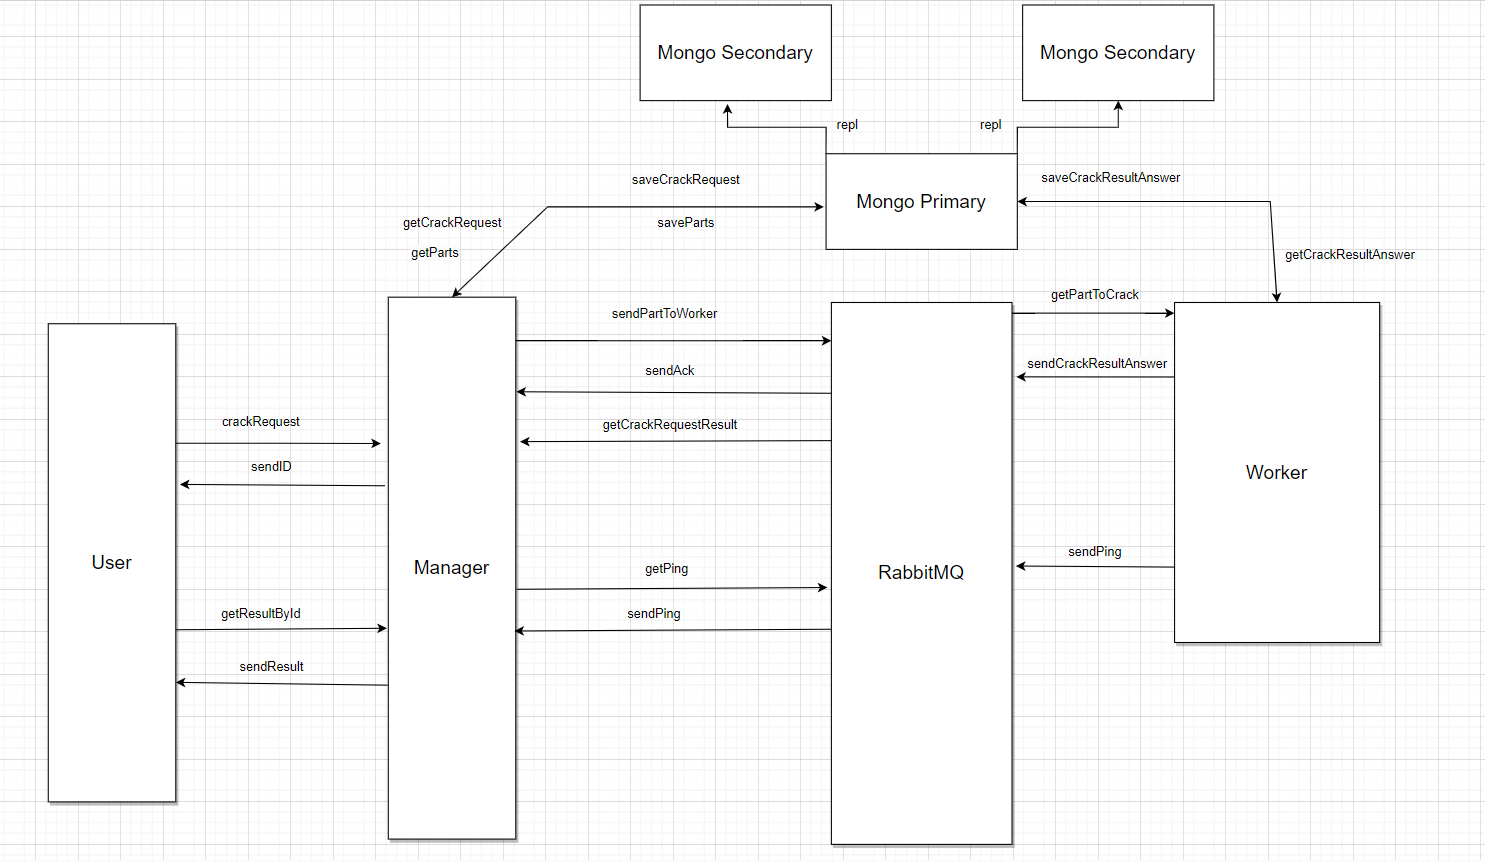 Mongo Secondary
Mongo Secondary
repl
repl
saveCrackRequest
saveCrackResultAnswer
Mongo Primary
getCrackRequest
saveParts
getParts
getCrackResultAnswer
getPartToCrack
sendPartToWorker
sendCrackResultAnswer
sendAck
crackRequest
getCrackRequestResult
sendID
Worker
sendPing
User
Manager
getPing
RabbitMQ
getResultById
sendPing
sendResult